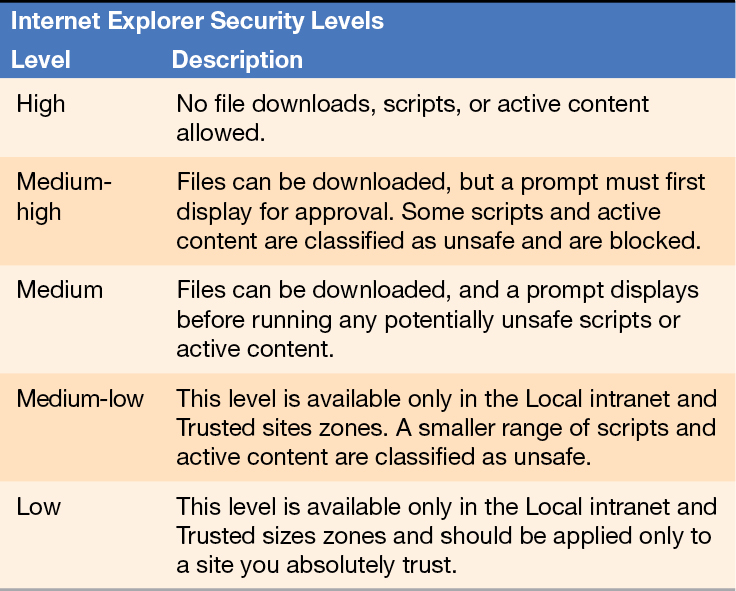 Internet Explorer Security Levels
Level Description
High No file downloads, scripts, or active content
allowed.
Medium- Files can be downloaded, but a prompt must first
high display for approval. Some scripts and active
content are classified as unsafe and are blocked.
Medium Files can be downloaded, and a prompt displays
before running any potentially unsafe scripts or
active content.
Medium-low This level is available only in the Local intranet and
Trusted sites zones. A smaller range of scripts and
active content are classified as unsafe.
Low This level is available only in the Local intranet and
Trusted sizes zones and should be applied only to
a site you absolutely trust.